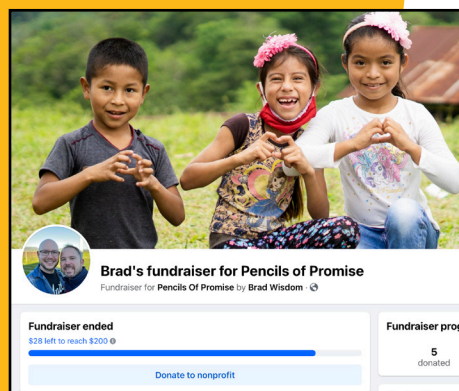 Brad's fundraiser for Pencils of Promise
Fundraiser for Pencils Of Promise by Brad Wisdom ·
Fundraiser ended
$28 left to reach $200
Donate to nonprofit
Fundraiser prog
5
donated